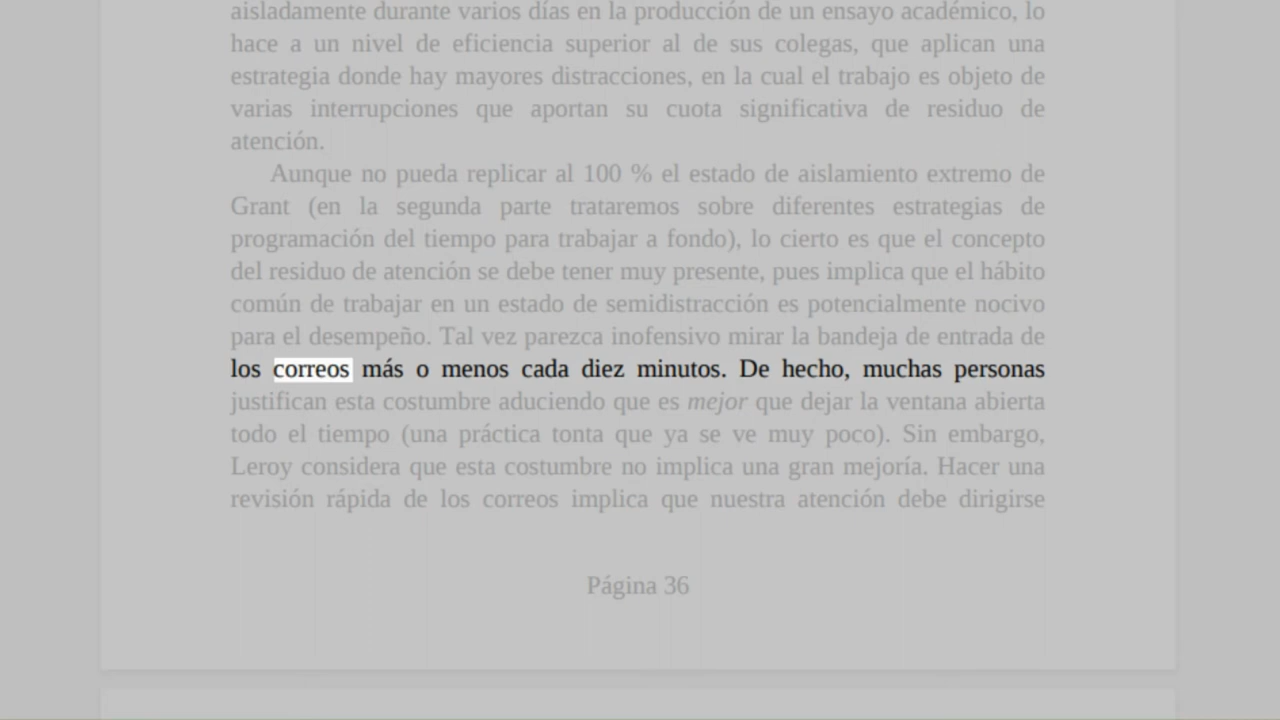 aisladamente durante varios días en la producción de un ensayo académico, lo
hace a un nivel de eficiencia superior al de sus colegas, que aplican una
estrategia donde hay mayores distracciones, en la cual el trabajo es objeto de
varias interrupciones que aportan su cuota significativa de residuo de
atención.
Aunque no pueda replicar al 100 % el estado de aislamiento extremo de
Grant (en la segunda parte trataremos sobre diferentes estrategias de
programación del tiempo para trabajar a fondo), lo cierto es que el concepto
del residuo de atención se debe tener muy presente, pues implica que el hábito
común de trabajar en un estado de semidistracción es potencialmente nocivo
para el desempeño. Tal vez parezca inofensivo mirar la bandeja de entrada de
los correos más o menos cada diez minutos. De hecho, muchas personas
justifican esta costumbre aduciendo que es mejor que dejar la ventana abierta
todo el tiempo (una práctica tonta que ya se ve muy poco). Sin embargo,
Leroy considera que esta costumbre no implica una gran mejoría. Hacer una
revisión rápida de los correos implica que nuestra atención debe dirigirse
Página 36